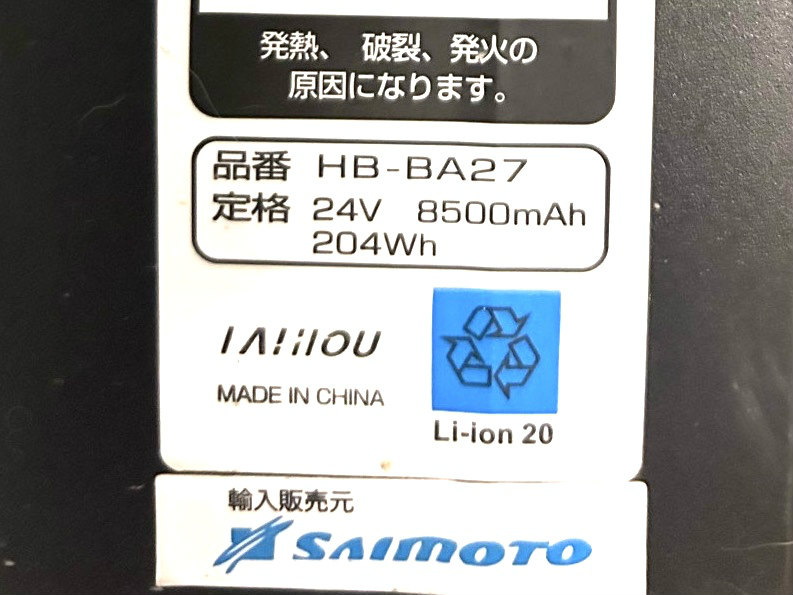 発熱、 破裂、発火の
原因になります。
品番 HB-BA27
定格 24V 8500mAh
204Wh
MADE IN CHINA
Li-ion 20
輸入販売元
SAIMOTO